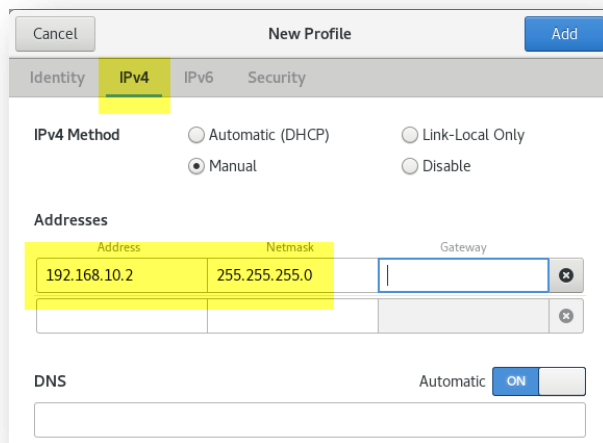 Cancel New Profile Add
Identity IPv4 IPv6 Security
IPv4 Method Automatic (DHCP) Link-Local Only
Manual Disable
Addresses
Address Netmask Gateway
192.168.10.2 255.255.255.0
DNS Automatic ON